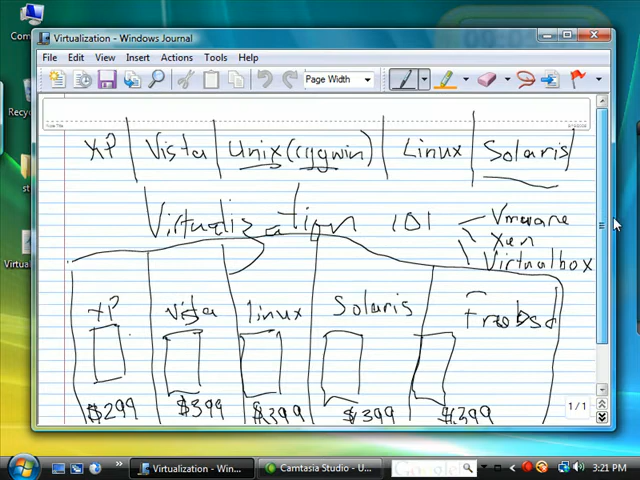 Virtualization - Windows Journal
File Edit View Insert Actions Tools Help
Page Width
XP Vista Unix (cygwin) Linux Solaris
Virtualization 101
Vmware
Xen
Virtualbox
XP Vista Linux Solaris Freebsd
$299 $399 $399 $399 $399
1 / 1
Virtualization - Win... Camtasia Studio - U... Google 3:21 PM